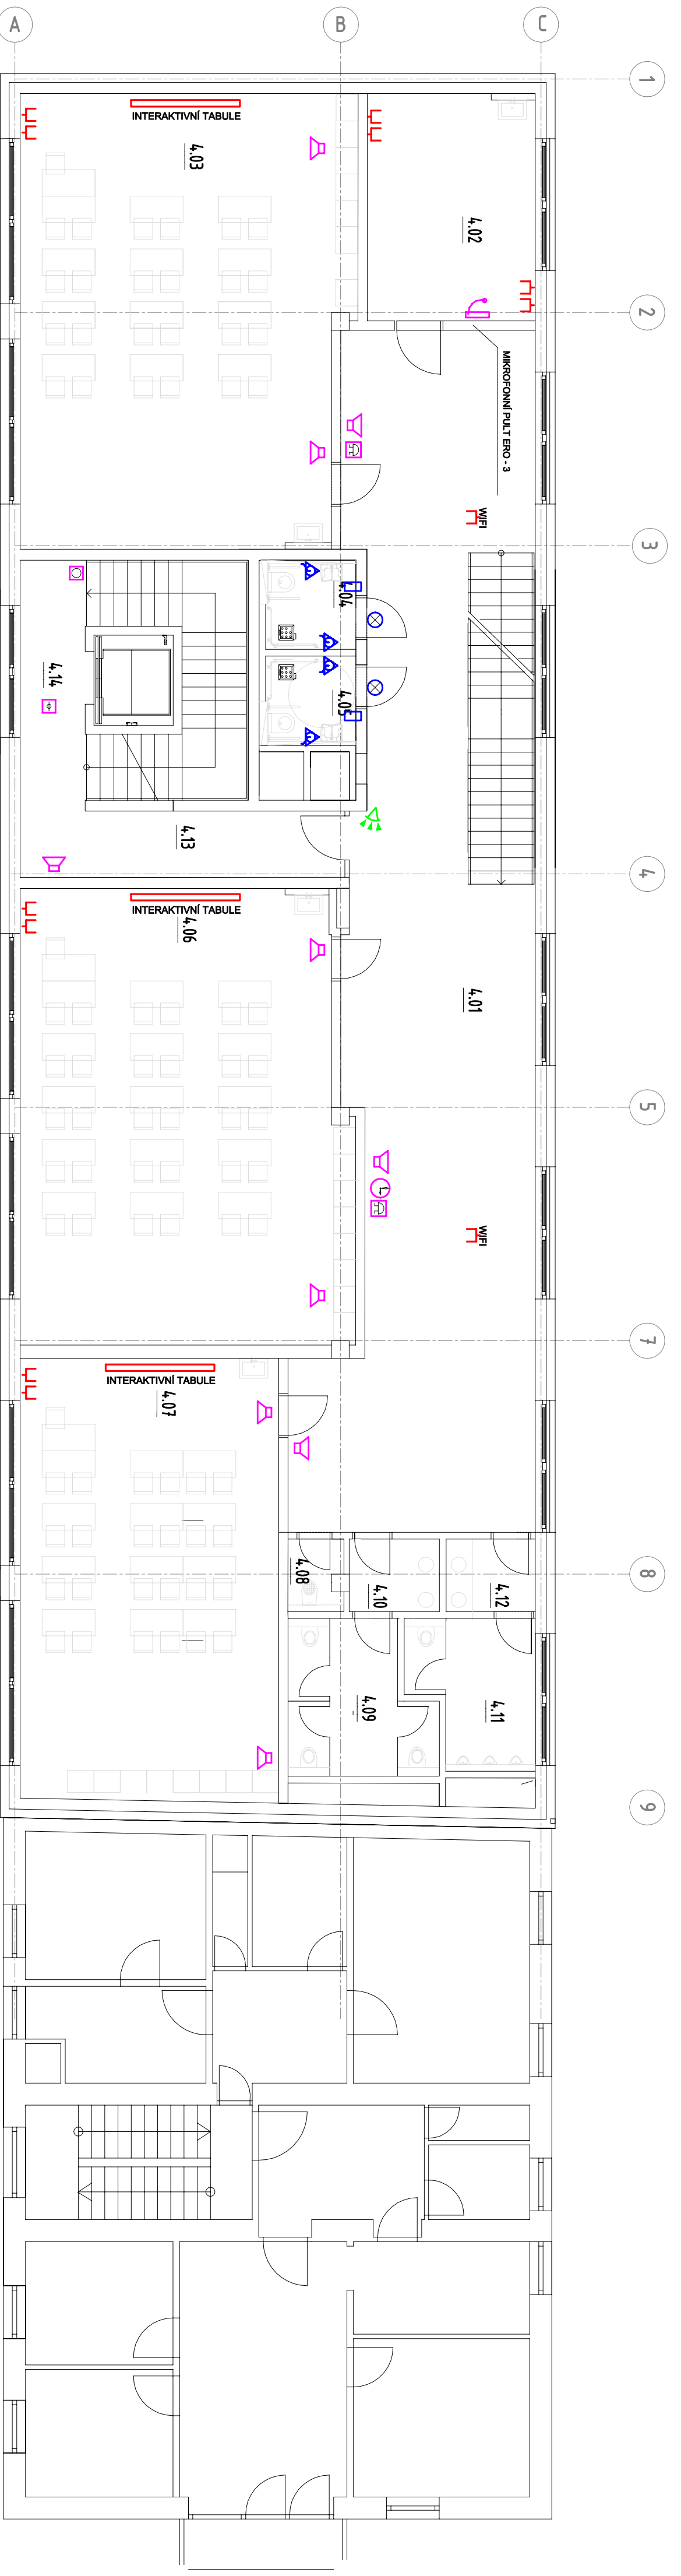 A
B
C
1
INTERAKTIVNÍ TABULE
4.03
4.02
2
MIKROFONNÍ PULT ERO - 3
WIFI
3
4.04
4.05
4.14
4.13
4
INTERAKTIVNÍ TABULE
4.06
4.01
5
L
WIFI
7
INTERAKTIVNÍ TABULE
4.07
8
4.08
4.10
4.12
4.09
4.11
9